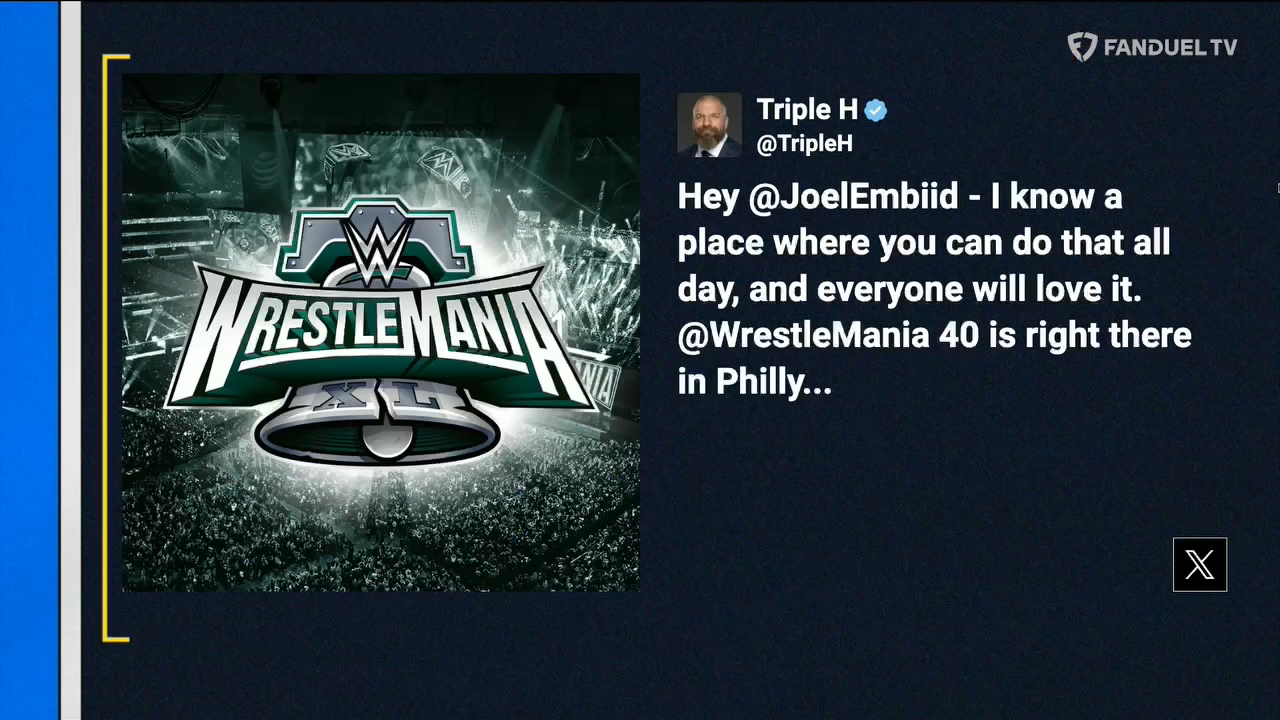 FANDUEL TV
W
WRESTLEMANIA
XL
Triple H
@TripleH
Hey @JoelEmbiid - I know a
place where you can do that all
day, and everyone will love it.
@WrestleMania 40 is right there
in Philly...
X